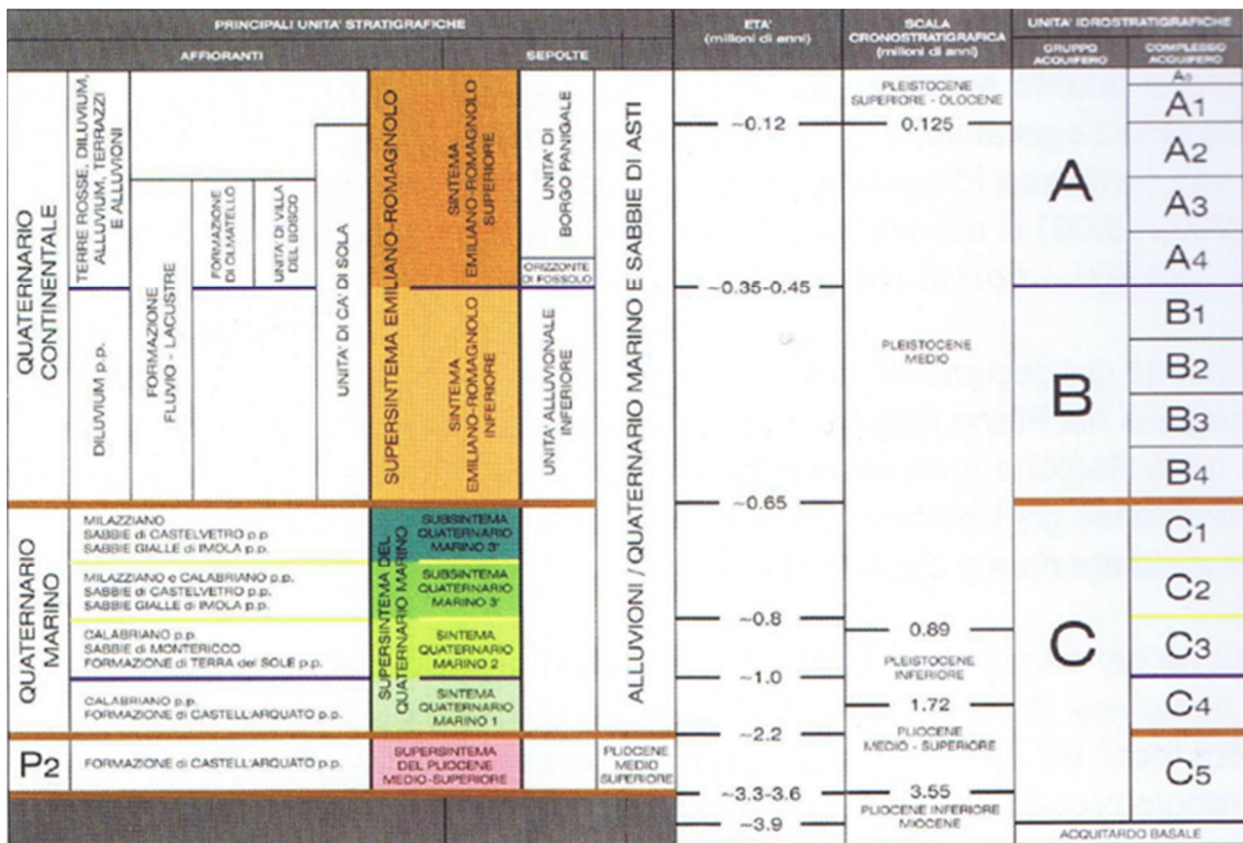 PRINCIPALI UNITA' STRATIGRAFICHE
AFFIORANTI
SEPOLTE
ETA'
(milioni di anni)
SCALA
CRONOSTRATIGRAFICA
(milioni di anni)
UNITA' IDROSTRATIGRAFICHE
GRUPPO
ACQUIFERO
COMPLESSO
ACQUIFERO
QUATERNARIO
CONTINENTALE
TERRE ROSSE, DILUVIUM,
ALLUVIUM, TERRAZZI
E ALLUVIONI
DILUVIUM p.p.
FORMAZIONE
FLUVIO - LACUSTRE
FORMAZIONE
DI OLMATELLO
UNITA' DI VILLA
DEL BOSCO
UNITA' DI CA' DI SOLA
SUPERSINTEMA EMILIANO-ROMAGNOLO
SINTEMA
EMILIANO-ROMAGNOLO
SUPERIORE
SINTEMA
EMILIANO-ROMAGNOLO
INFERIORE
UNITA' DI
BORGO PANIGALE
ORIZZONTE
DI FOSSOLO
UNITA' ALLUVIONALE
INFERIORE
ALLUVIONI / QUATERNARIO MARINO E SABBIE DI ASTI
QUATERNARIO
MARINO
MILAZZIANO
SABBIE di CASTELVETRO p.p
SABBIE GIALLE di IMOLA p.p.
MILAZZIANO e CALABRIANO p.p.
SABBIE di CASTELVETRO p.p.
SABBIE GIALLE di IMOLA p.p.
CALABRIANO p.p.
SABBIE di MONTERICCO
FORMAZIONE di TERRA del SOLE p.p.
CALABRIANO p.p.
FORMAZIONE di CASTELL'ARQUATO p.p.
SUPERSINTEMA DEL
QUATERNARIO MARINO
SUBSINTEMA
QUATERNARIO
MARINO 3"
SUBSINTEMA
QUATERNARIO
MARINO 3'
SINTEMA
QUATERNARIO
MARINO 2
SINTEMA
QUATERNARIO
MARINO 1
P2
FORMAZIONE di CASTELL'ARQUATO p.p.
SUPERSINTEMA
DEL PLIOCENE
MEDIO-SUPERIORE
PLIOCENE
MEDIO
SUPERIORE
~0.12
~0.35-0.45
~0.65
~0.8
~1.0
~2.2
~3.3-3.6
~3.9
PLEISTOCENE
SUPERIORE - OLOCENE
0.125
PLEISTOCENE
MEDIO
0.89
PLEISTOCENE
INFERIORE
1.72
PLIOCENE
MEDIO - SUPERIORE
3.55
PLIOCENE INFERIORE
MIOCENE
A
B
C
A0
A1
A2
A3
A4
B1
B2
B3
B4
C1
C2
C3
C4
C5
ACQUITARDO BASALE